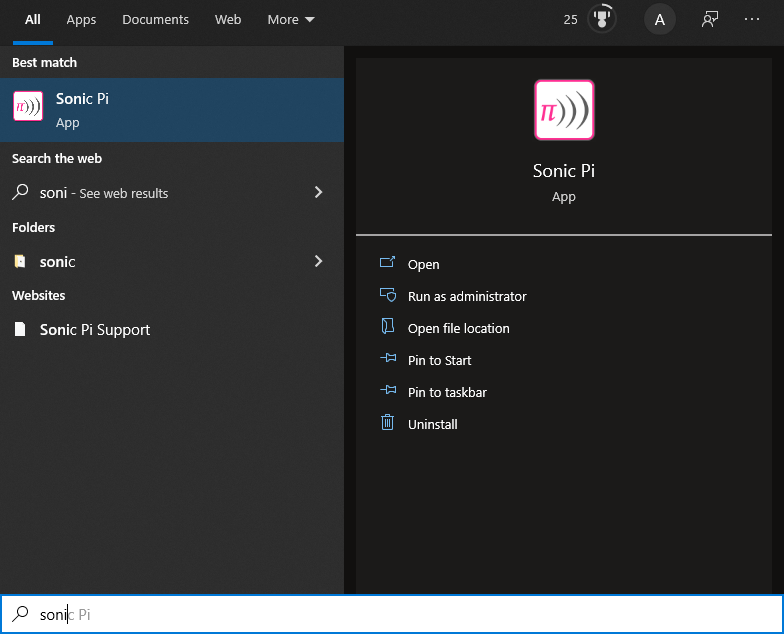 All Apps Documents Web More 25 A ...
Best match
Sonic Pi
App
Search the web
soni - See web results
Folders
sonic
Websites
Sonic Pi Support
π)))
Sonic Pi
App
Open
Run as administrator
Open file location
Pin to Start
Pin to taskbar
Uninstall
sonic Pi